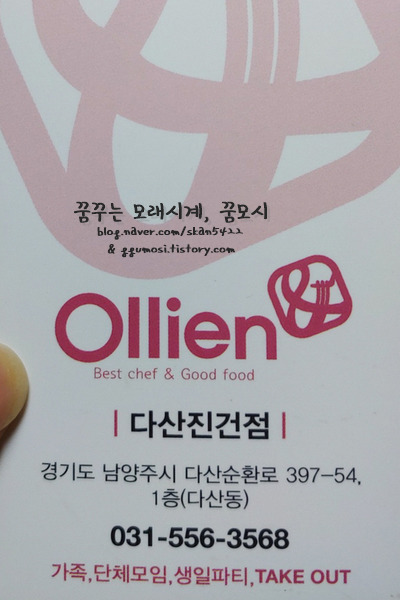 꿈꾸는 모래시계, 꿈모시
blog.naver.com/skan5422
& ggumosi.tistory.com
Ollien
Best chef & Good food
| 다산진건점 |
경기도 남양주시 다산순환로 397-54,
1층(다산동)
031-556-3568
가족,단체모임,생일파티,TAKE OUT